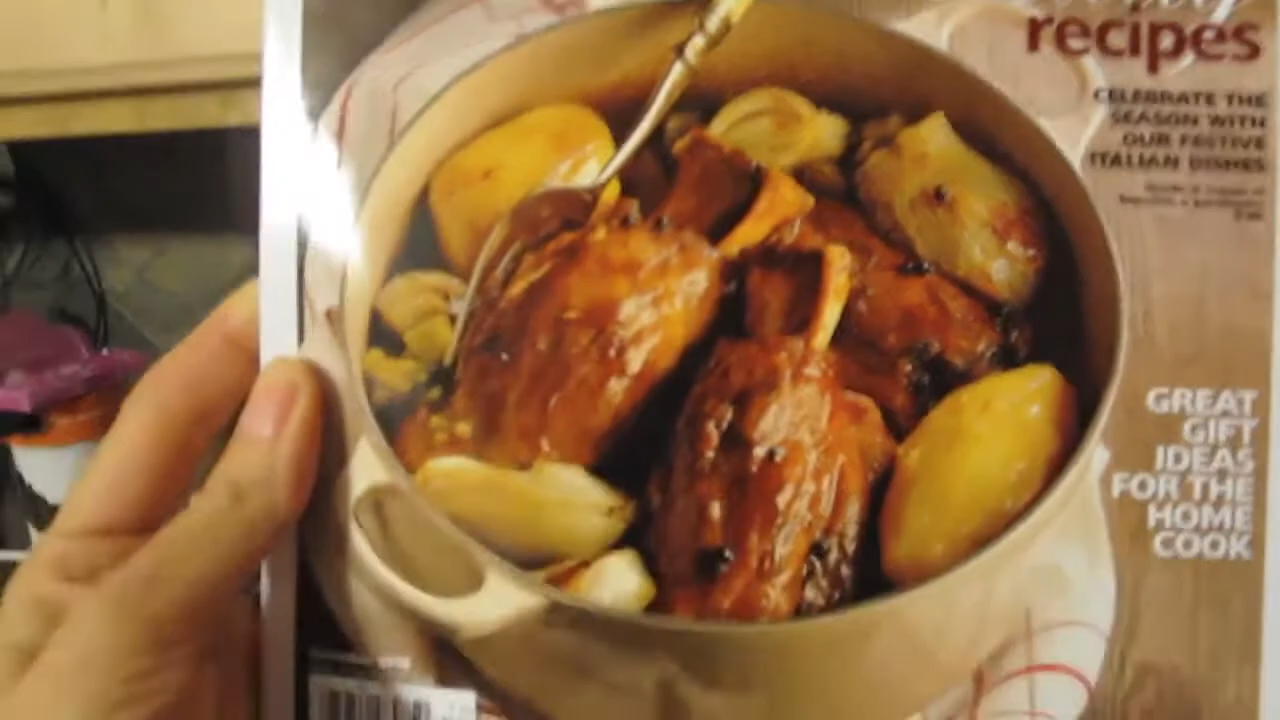 recipes
CELEBRATE THE
SEASON WITH
OUR FESTIVE
ITALIAN DISHES
GREAT
GIFT
IDEAS
FOR THE
HOME
COOK